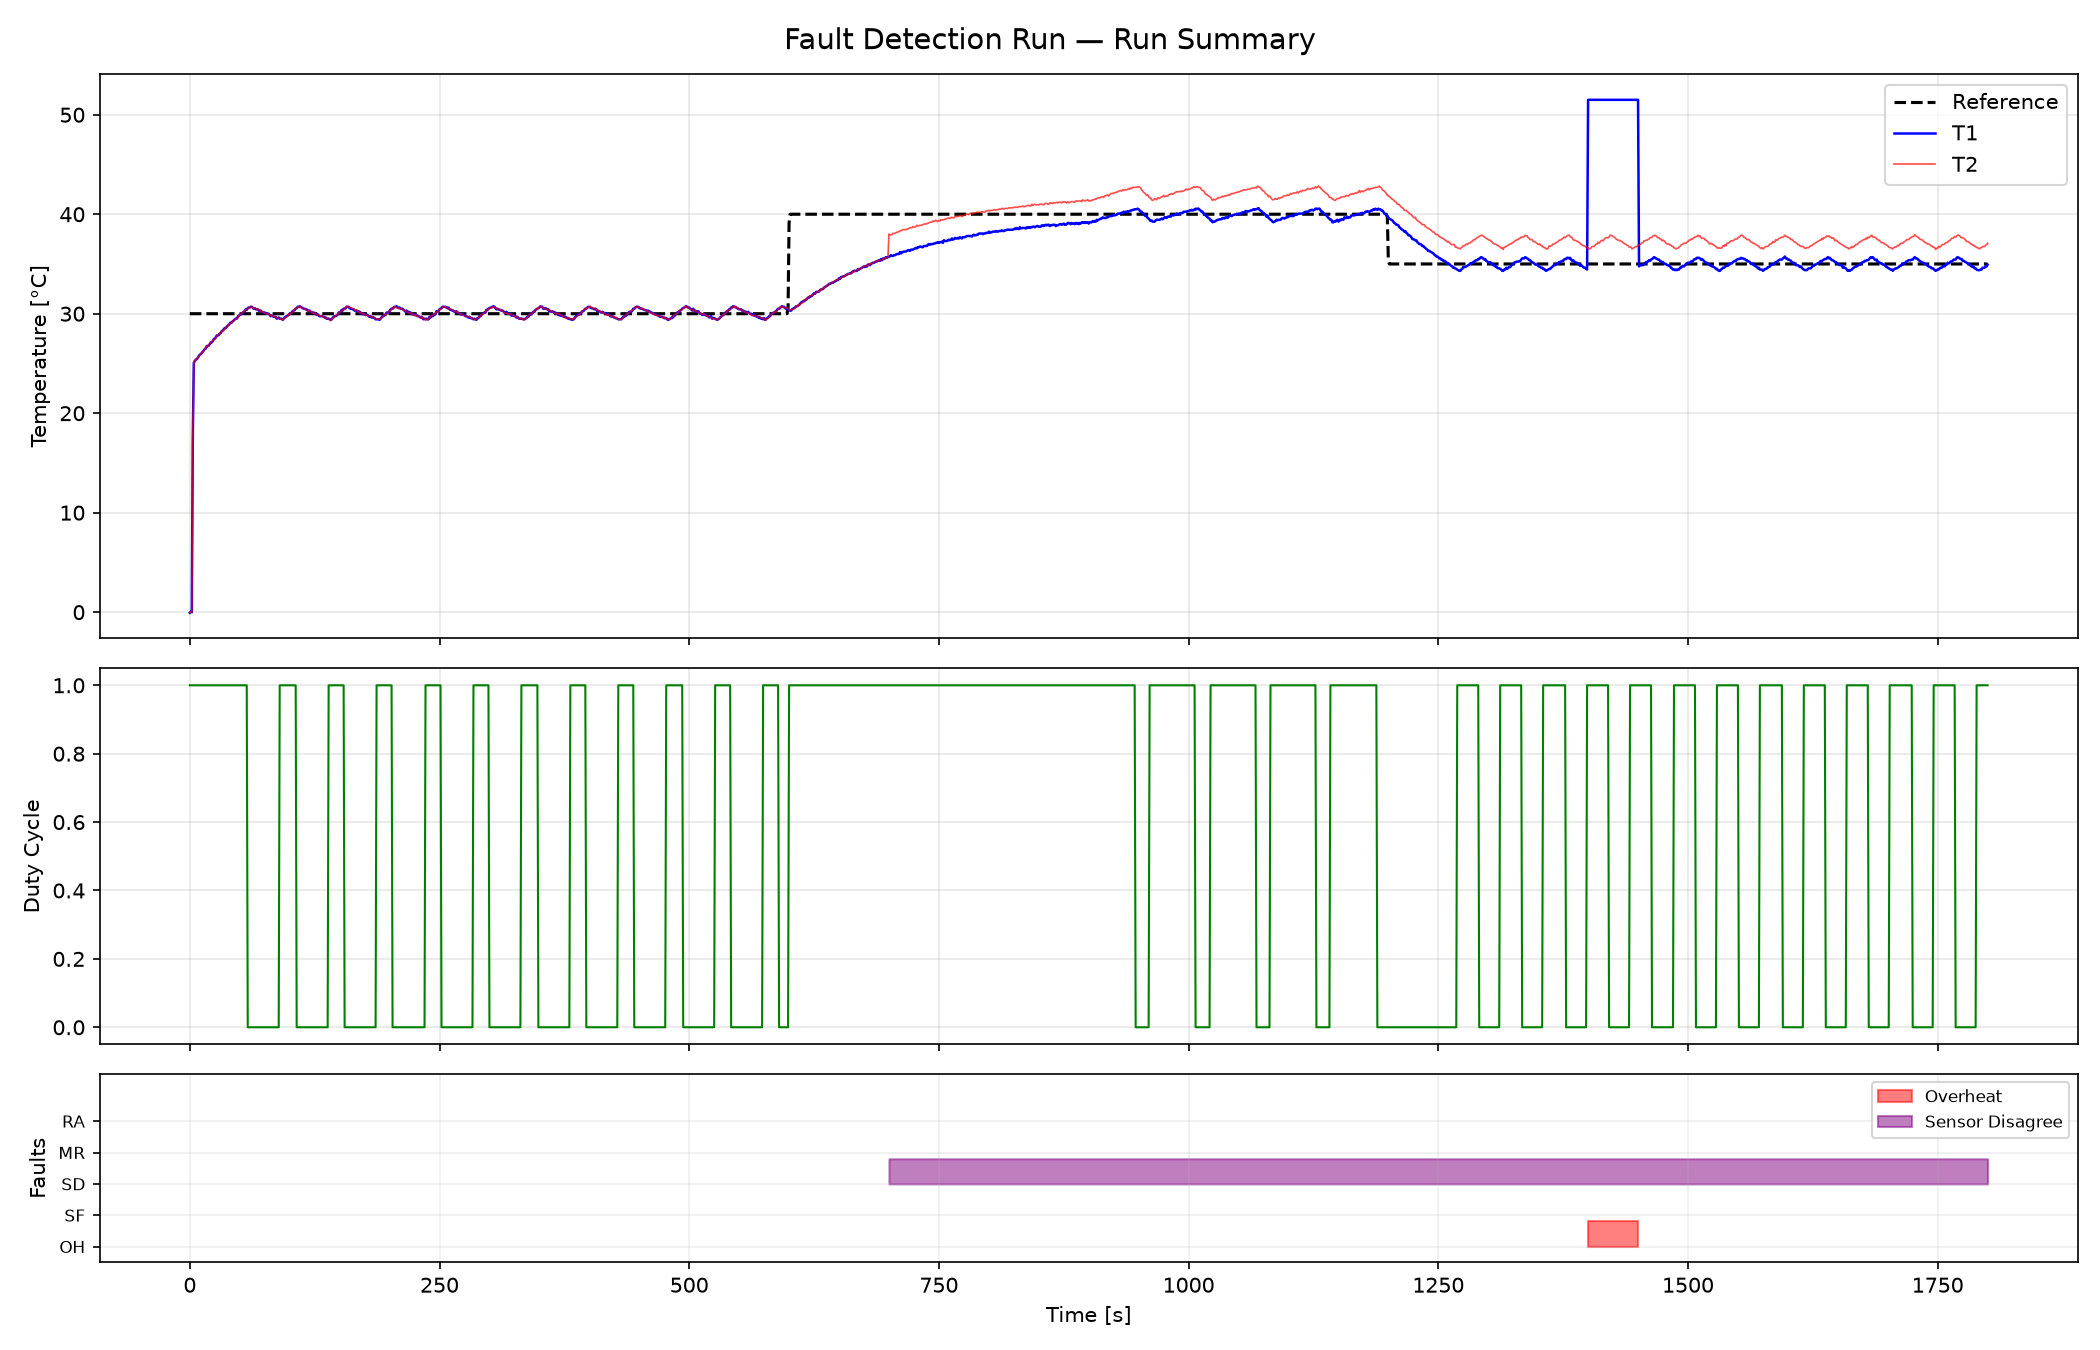 Fault Detection Run — Run Summary
Temperature [°C]
50
40
30
20
10
0
Reference
T1
T2
Duty Cycle
1.0
0.8
0.6
0.4
0.2
0.0
Faults
RA
MR
SD
SF
OH
Overheat
Sensor Disagree
0 250 500 750 1000 1250 1500 1750
Time [s]